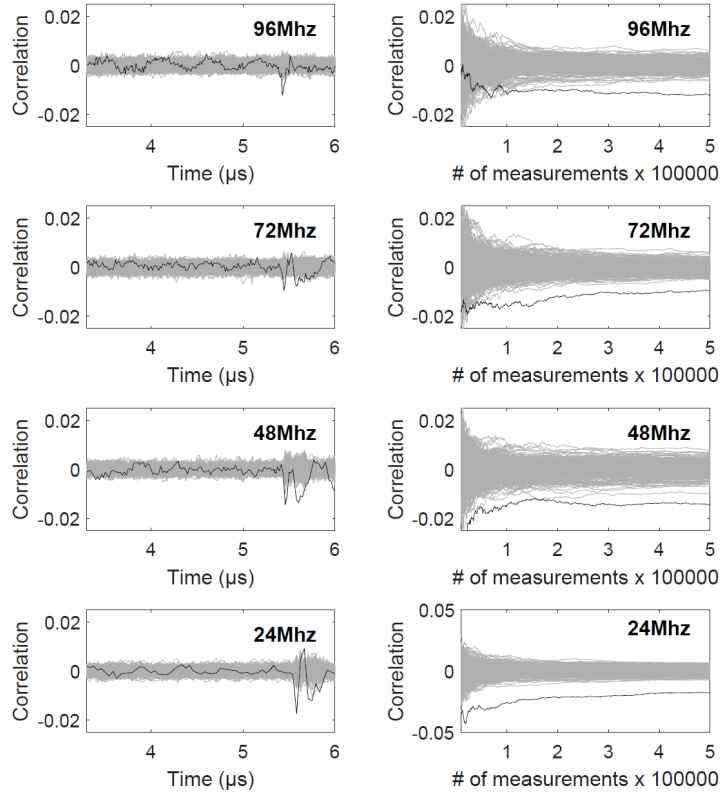 0.02
0
-0.02
Correlation
96Mhz
4
5
6
Time (µs)
0.02
0
-0.02
Correlation
96Mhz
1
2
3
4
5
# of measurements x 100000
0.02
0
-0.02
Correlation
72Mhz
4
5
6
Time (µs)
0.02
0
-0.02
Correlation
72Mhz
1
2
3
4
5
# of measurements x 100000
0.02
0
-0.02
Correlation
48Mhz
4
5
6
Time (µs)
0.02
0
-0.02
Correlation
48Mhz
1
2
3
4
5
# of measurements x 100000
0.02
0
-0.02
Correlation
24Mhz
4
5
6
Time (µs)
0.05
0
-0.05
Correlation
24Mhz
1
2
3
4
5
# of measurements x 100000